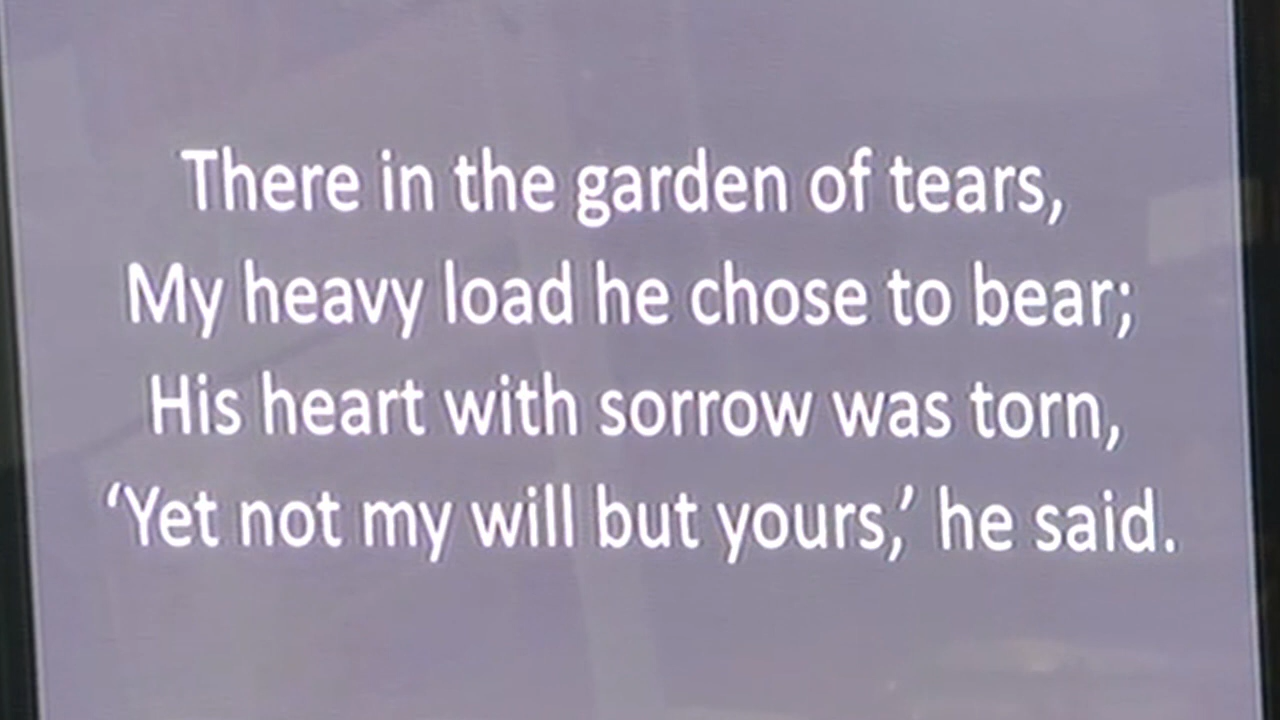 There in the garden of tears,
My heavy load he chose to bear;
His heart with sorrow was torn,
‘Yet not my will but yours,’ he said.